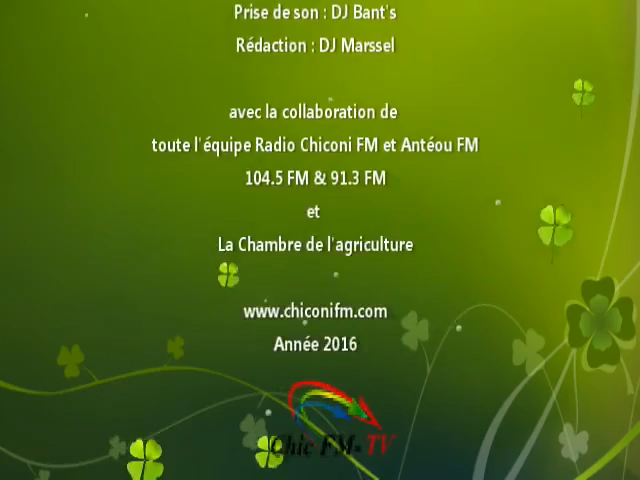 Prise de son : DJ Bant's
Rédaction : DJ Marssel
avec la collaboration de
toute l'équipe Radio Chiconi FM et Antéou FM
104.5 FM & 91.3 FM
et
La Chambre de l'agriculture
www.chiconifm.com
Année 2016
Chic-FM-TV